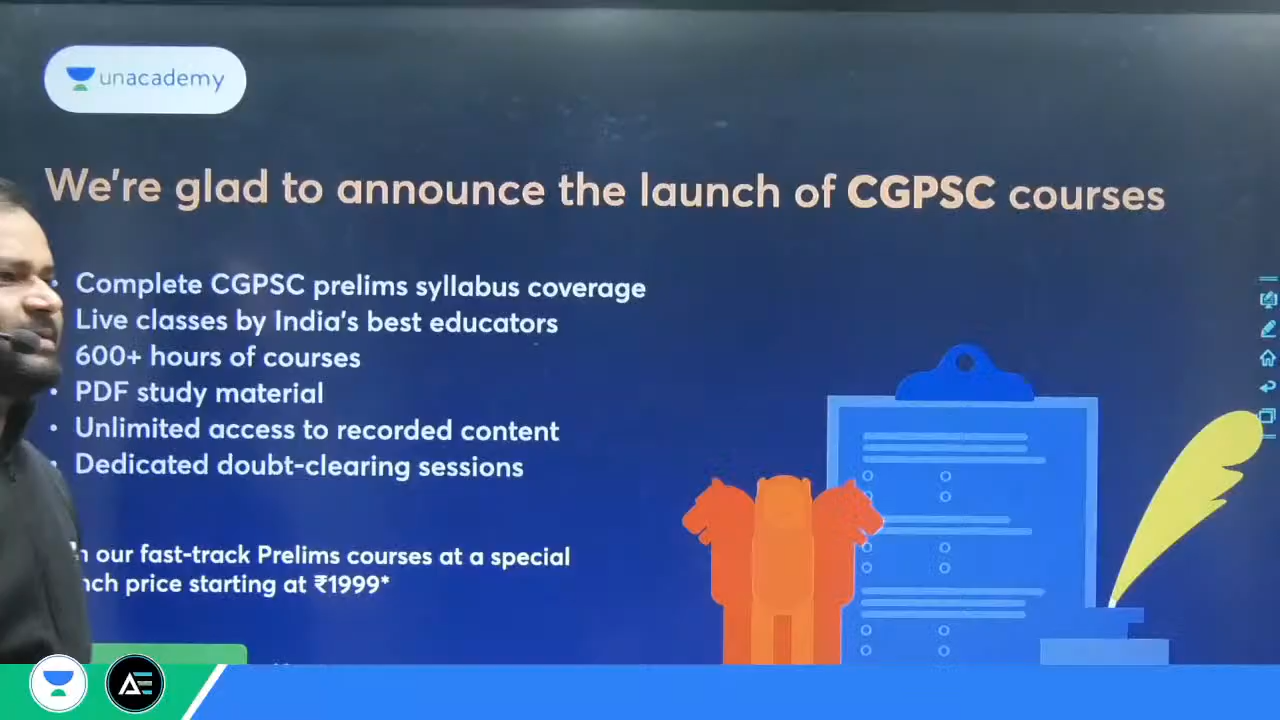 unacademy
We're glad to announce the launch of CGPSC courses
• Complete CGPSC prelims syllabus coverage
Live classes by India's best educators
600+ hours of courses
• PDF study material
• Unlimited access to recorded content
• Dedicated doubt-clearing sessions
our fast-track Prelims courses at a special
price starting at ₹1999*